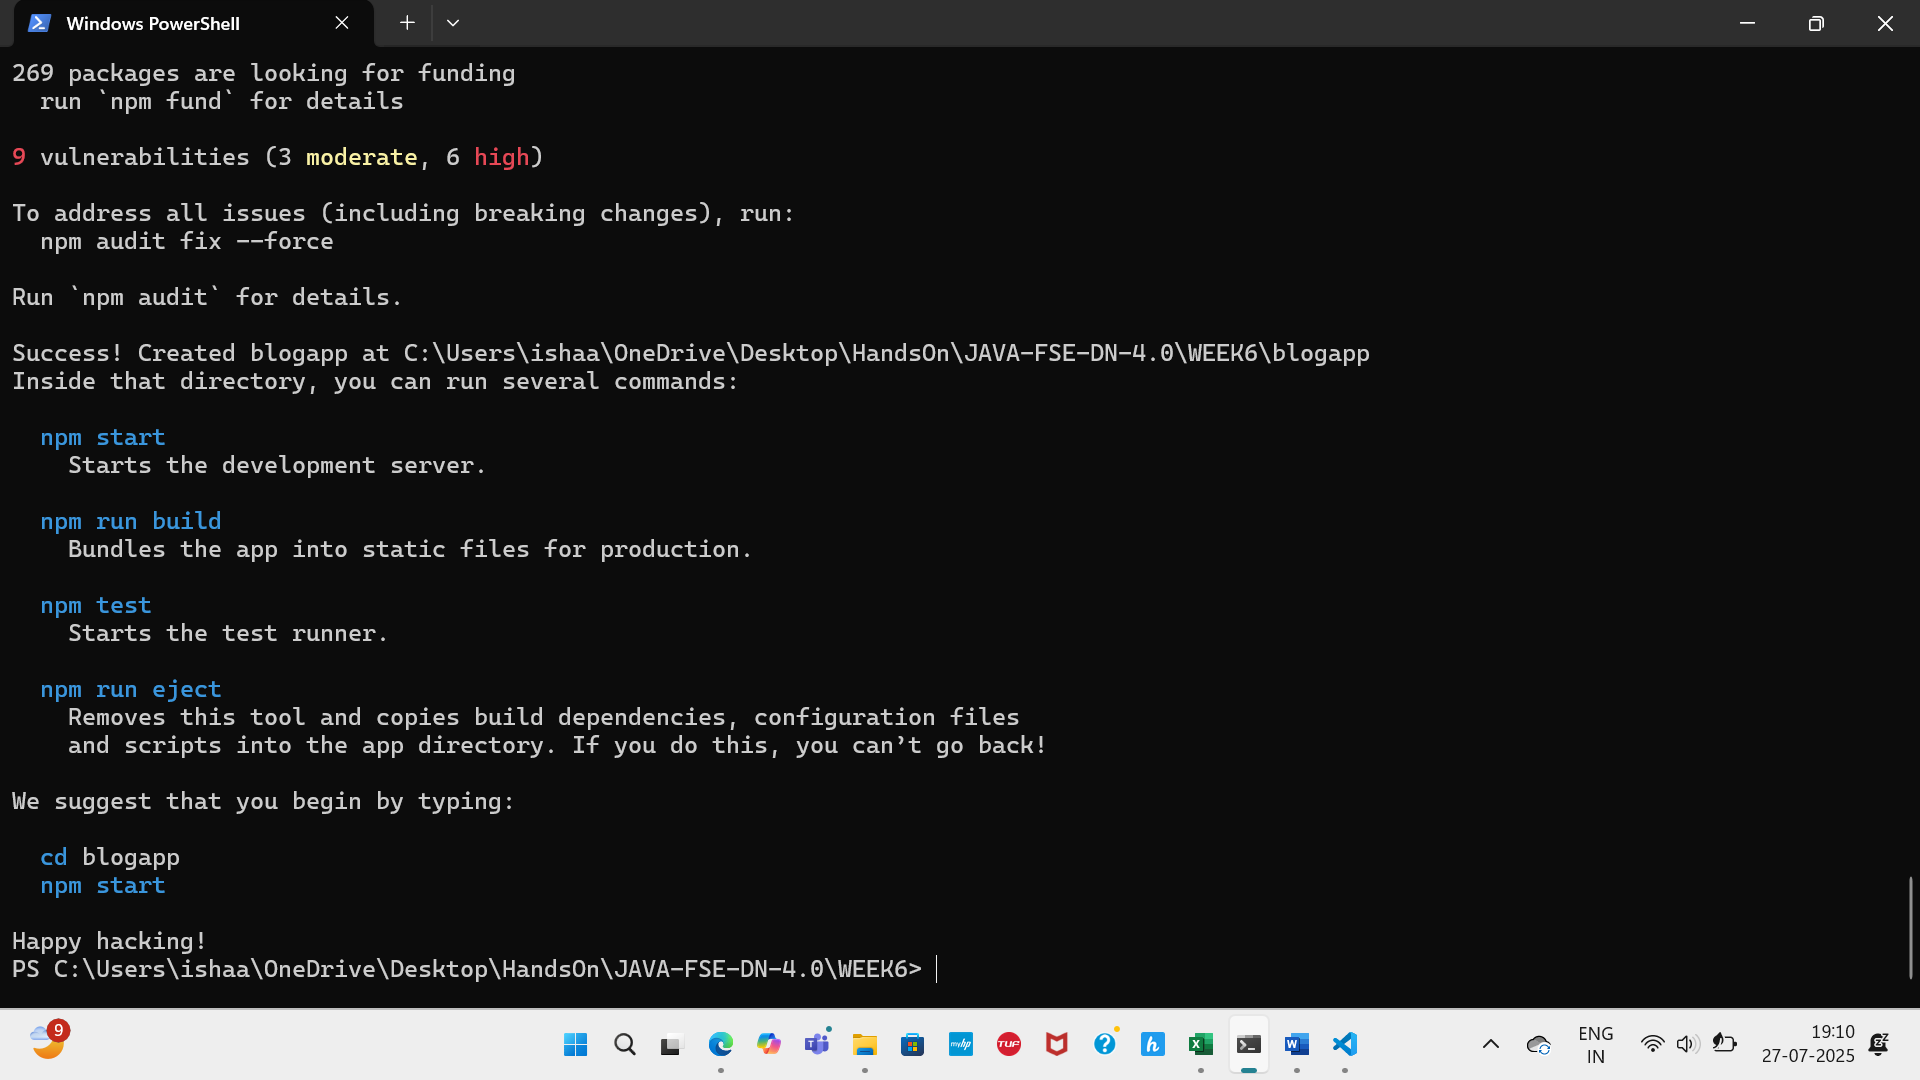 Windows PowerShell
269 packages are looking for funding
  run `npm fund` for details
9 vulnerabilities (3 moderate, 6 high)
To address all issues (including breaking changes), run:
  npm audit fix --force
Run `npm audit` for details.
Success! Created blogapp at C:\Users\ishaa\OneDrive\Desktop\HandsOn\JAVA-FSE-DN-4.0\WEEK6\blogapp
Inside that directory, you can run several commands:
  npm start
    Starts the development server.
  npm run build
    Bundles the app into static files for production.
  npm test
    Starts the test runner.
  npm run eject
    Removes this tool and copies build dependencies, configuration files
    and scripts into the app directory. If you do this, you can’t go back!
We suggest that you begin by typing:
  cd blogapp
  npm start
Happy hacking!
PS C:\Users\ishaa\OneDrive\Desktop\HandsOn\JAVA-FSE-DN-4.0\WEEK6>
9
myhp
TUF
ENG
IN
19:10
27-07-2025